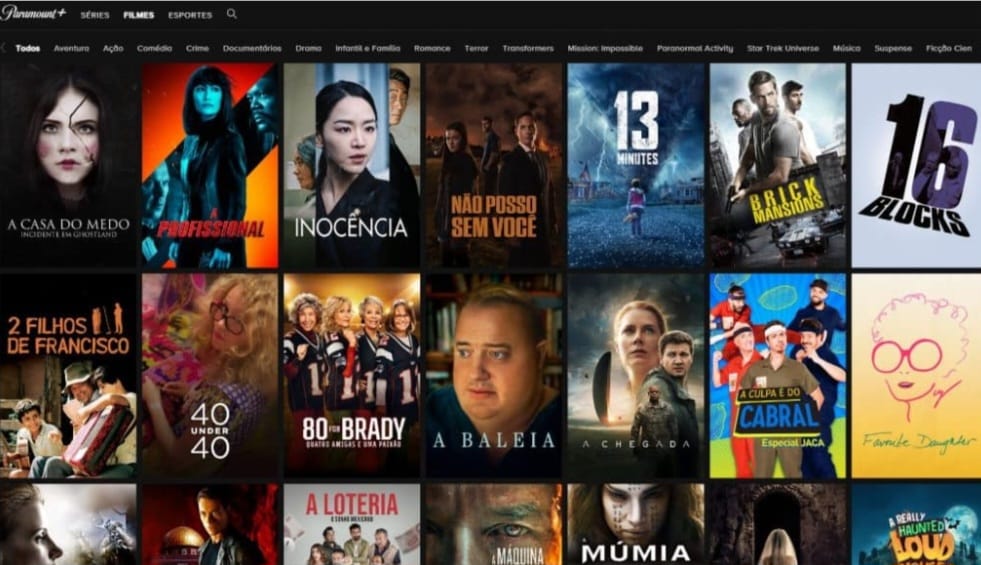 Paramount+ SÉRIES FILMES ESPORTES
Todos Aventura Ação Comédia Crime Documentários Drama Infantil e Família Romance Terror Transformers Mission: Impossible Paranormal Activity Star Trek Universe Música Suspense Ficção Cien
A CASA DO MEDO
INCIDENTE EM GHOSTLAND
A
PROFISSIONAL
INOCÊNCIA
NÃO POSSO
SEM VOCÊ
13
MINUTES
BRICK
MANSIONS
16
BLOCKS
2 FILHOS
DE FRANCISCO
40
UNDER
40
80 FOR BRADY
QUATRO AMIGAS E UMA PAIXÃO
A BALEIA
A CHEGADA
A CULPA É DO
CABRAL
Especial JACA
Favorite Daughter
A LOTERIA
O SONHO MEXICANO
A MÁQUINA
A
MÚMIA
A REALLY
HAUNTED
LOUD